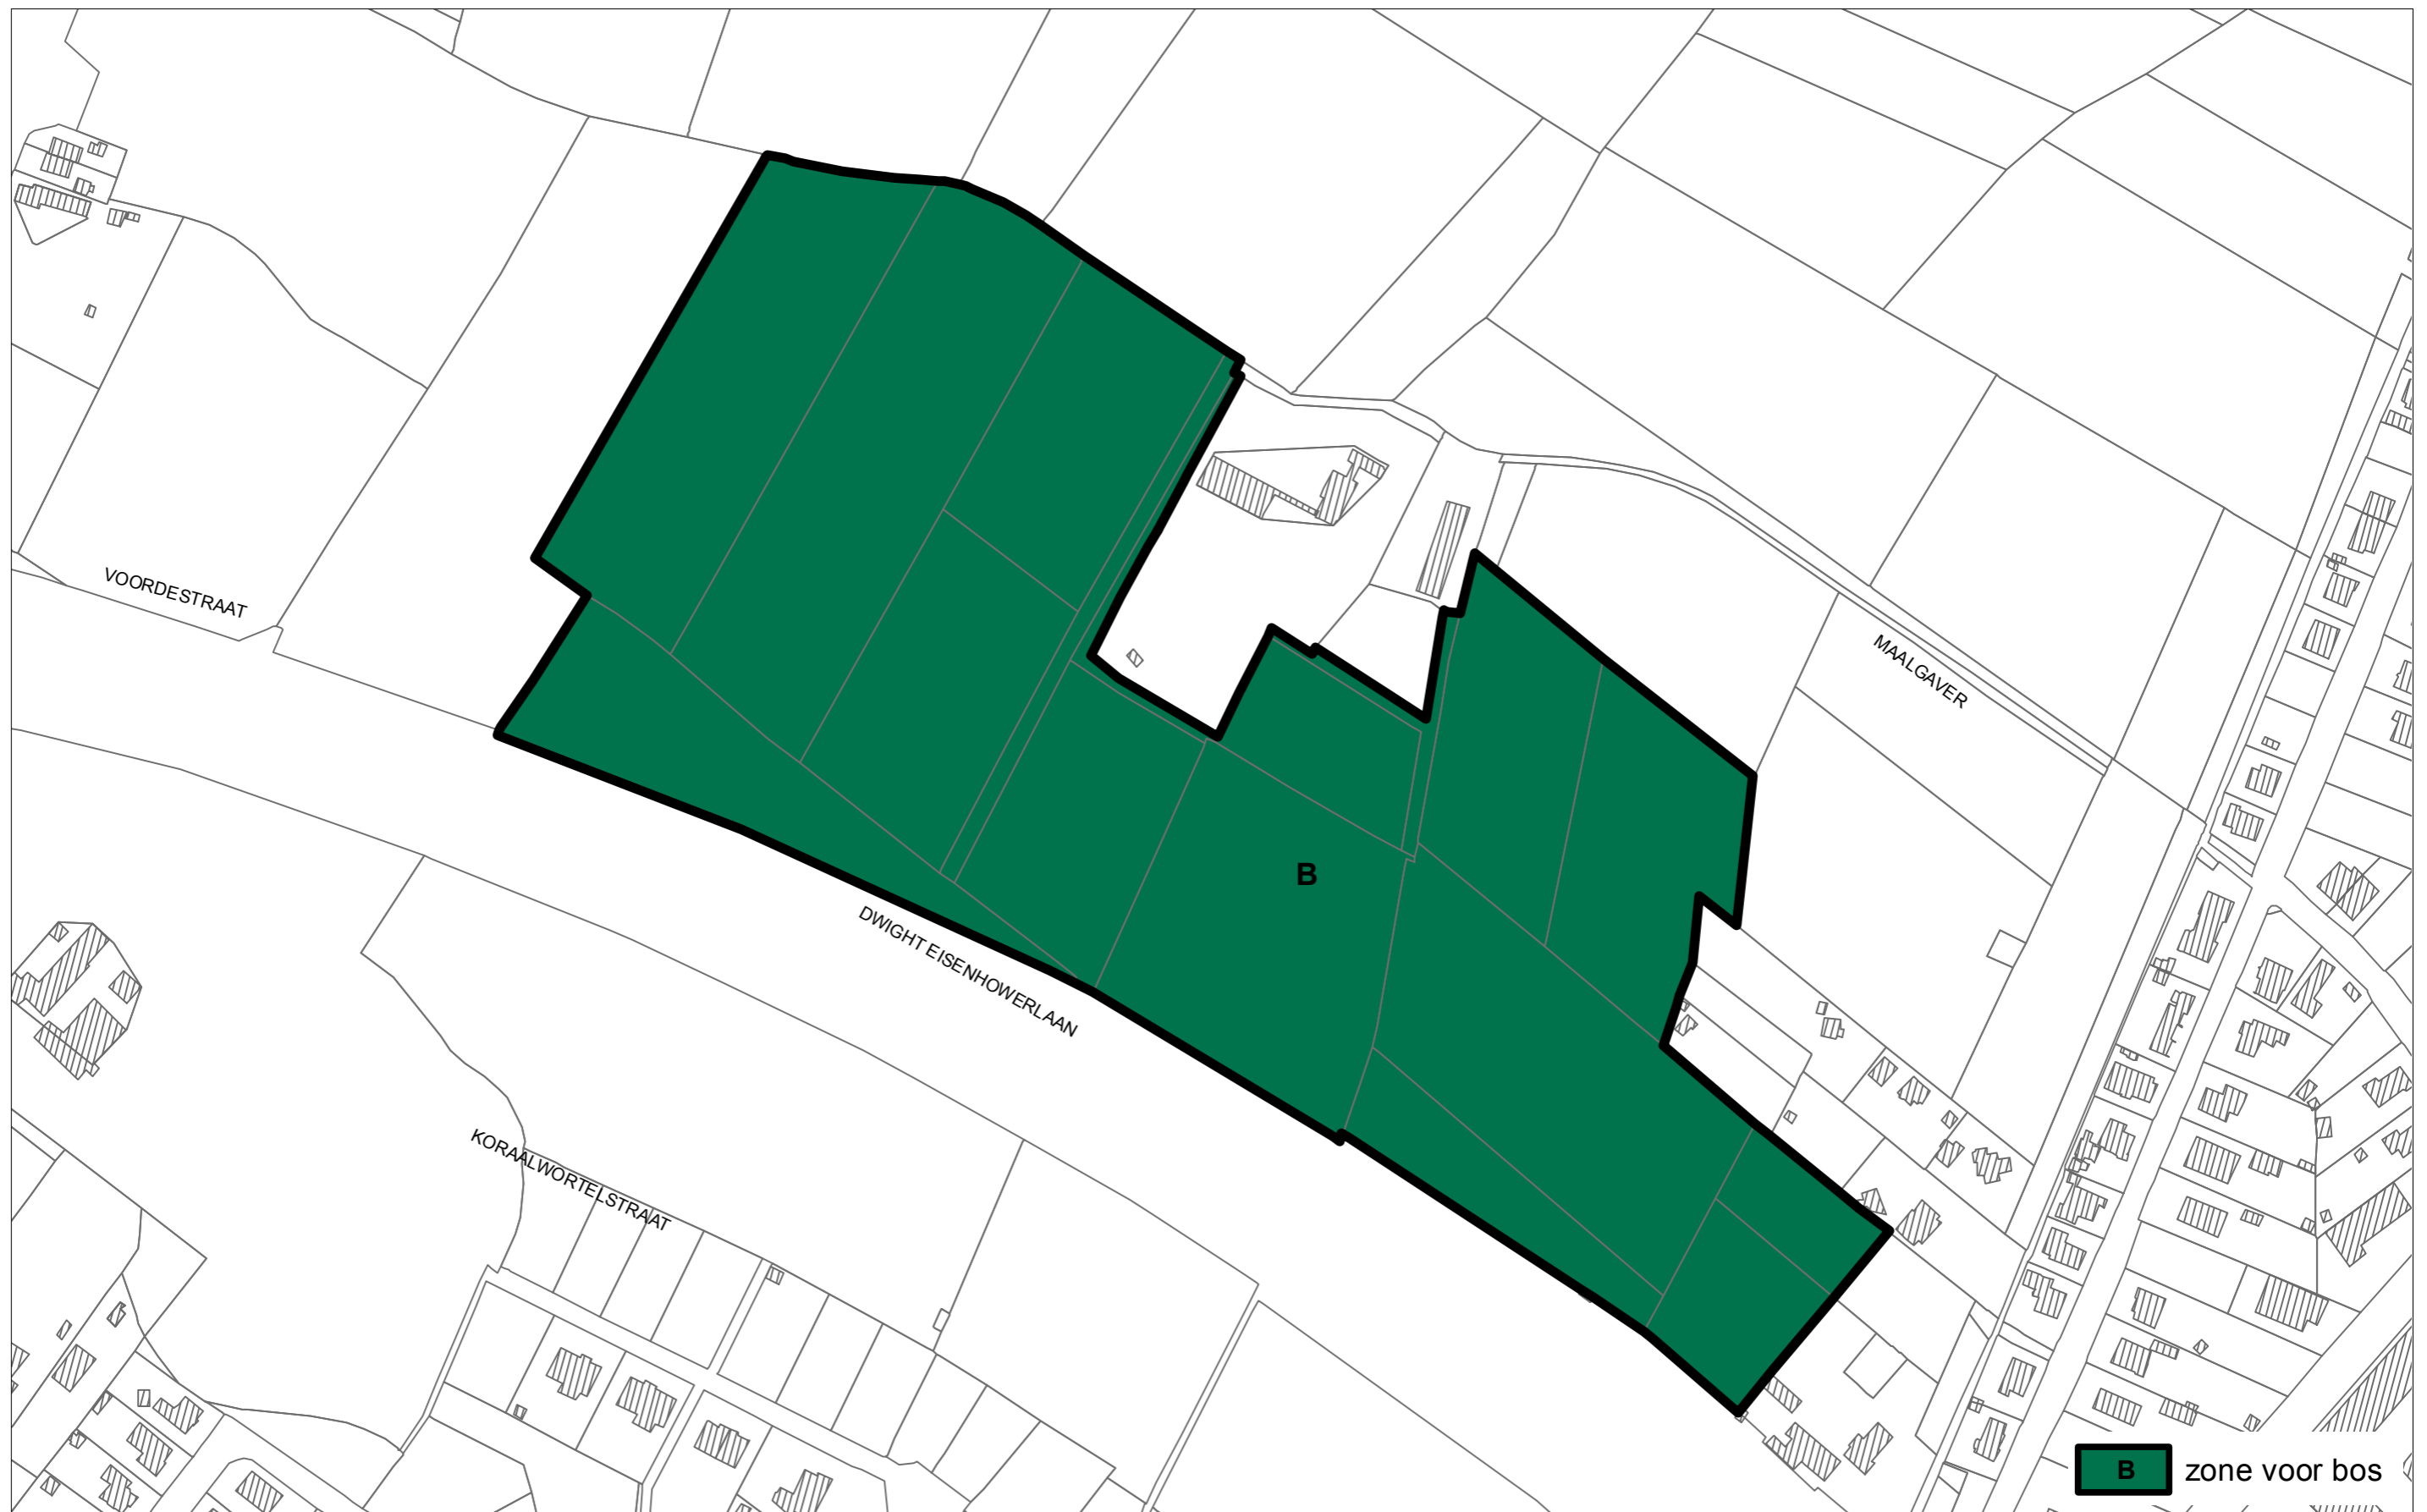 VOORDESTRAAT
MAALGAVER
B
DWIGHT EISENHOWERLAAN
KORAALWORTELSTRAAT
B zone voor bos